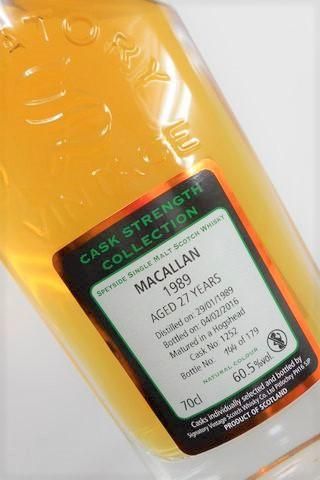 ATORY
VINTAGE
CASK STRENGTH
COLLECTION
SPEYSIDE SINGLE MALT SCOTCH WHISKY
MACALLAN
1989
AGED 27 YEARS
Distilled on: 29/01/1989
Bottled on: 04/02/2016
Matured in a Hogshead
Cask No: 1252
Bottle No: 144 of 179
NATURAL COLOUR
70cl 60.5%vol
Casks individually selected and bottled by
Signatory Vintage Scotch Whisky Co. Ltd Pitlochry PH16 5JP
PRODUCT OF SCOTLAND